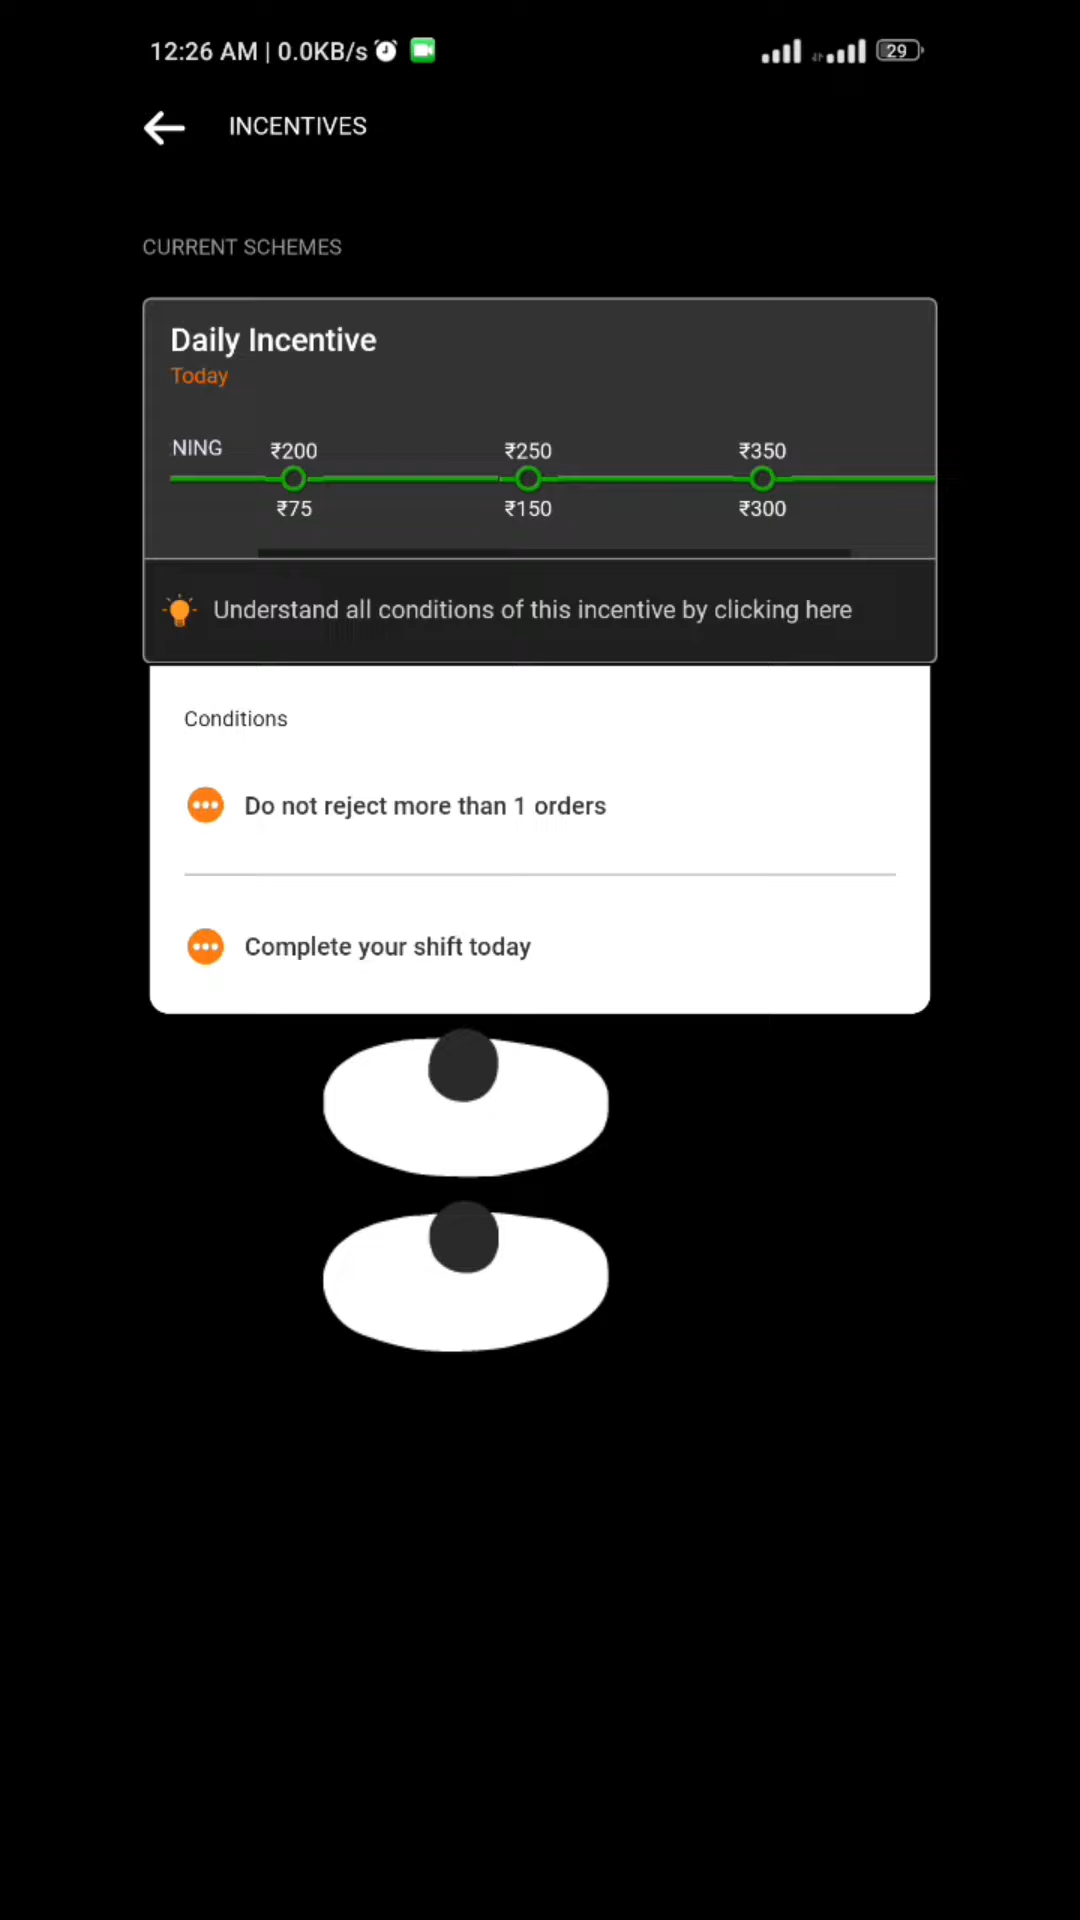 12:26 AM | 0.0KB/s 29
INCENTIVES
CURRENT SCHEMES
Daily Incentive
Today
NING ₹200 ₹250 ₹350
₹75 ₹150 ₹300
Understand all conditions of this incentive by clicking here
Conditions
Do not reject more than 1 orders
Complete your shift today